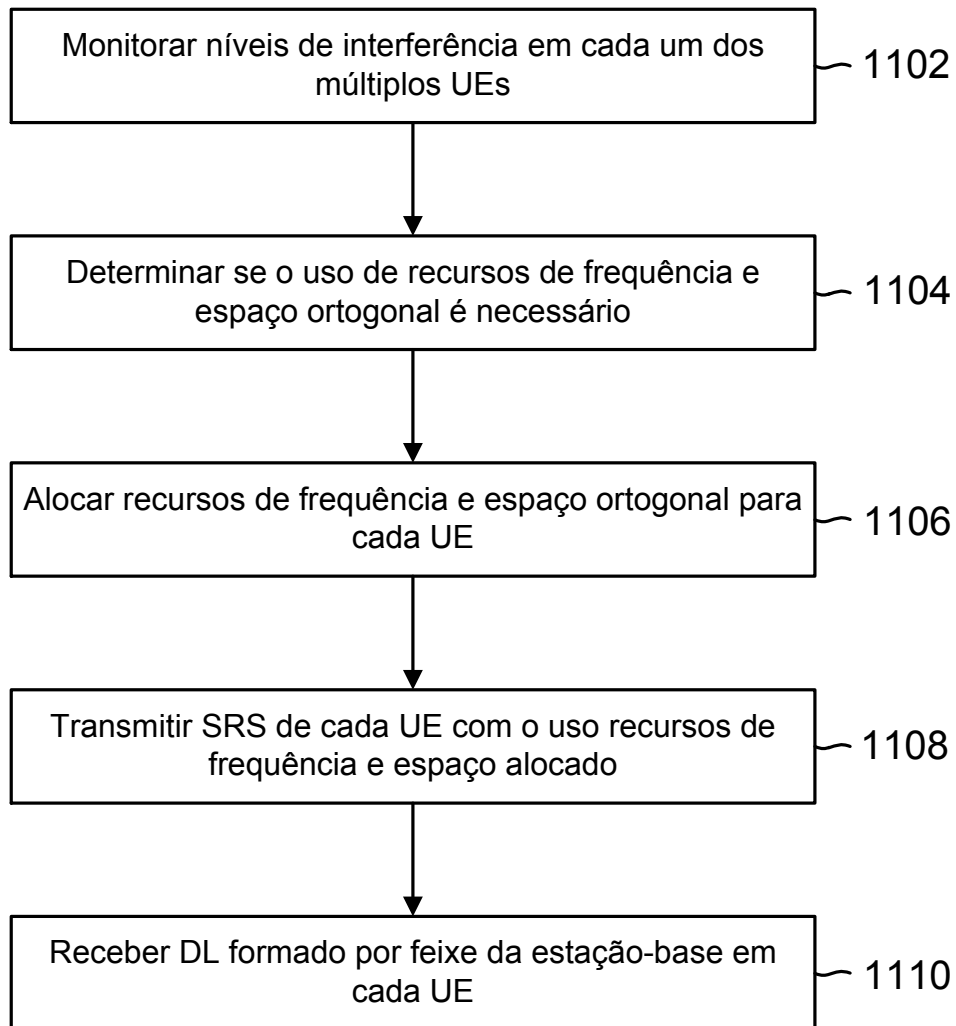 Monitorar níveis de interferência em cada um dos
múltiplos UEs
1102
Determinar se o uso de recursos de frequência e
espaço ortogonal é necessário
1104
Alocar recursos de frequência e espaço ortogonal para
cada UE
1106
Transmitir SRS de cada UE com o uso recursos de
frequência e espaço alocado
1108
Receber DL formado por feixe da estação-base em
cada UE
1110